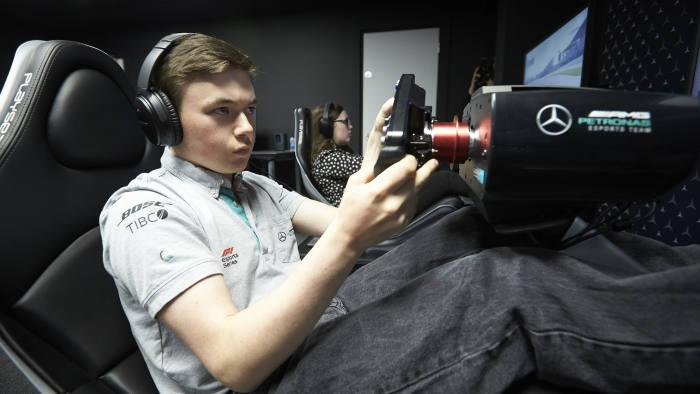 PLAYSEAT
BOSE
TIBCO
F1
Esports
Series
AMG
PETRONAS
ESPORTS TEAM